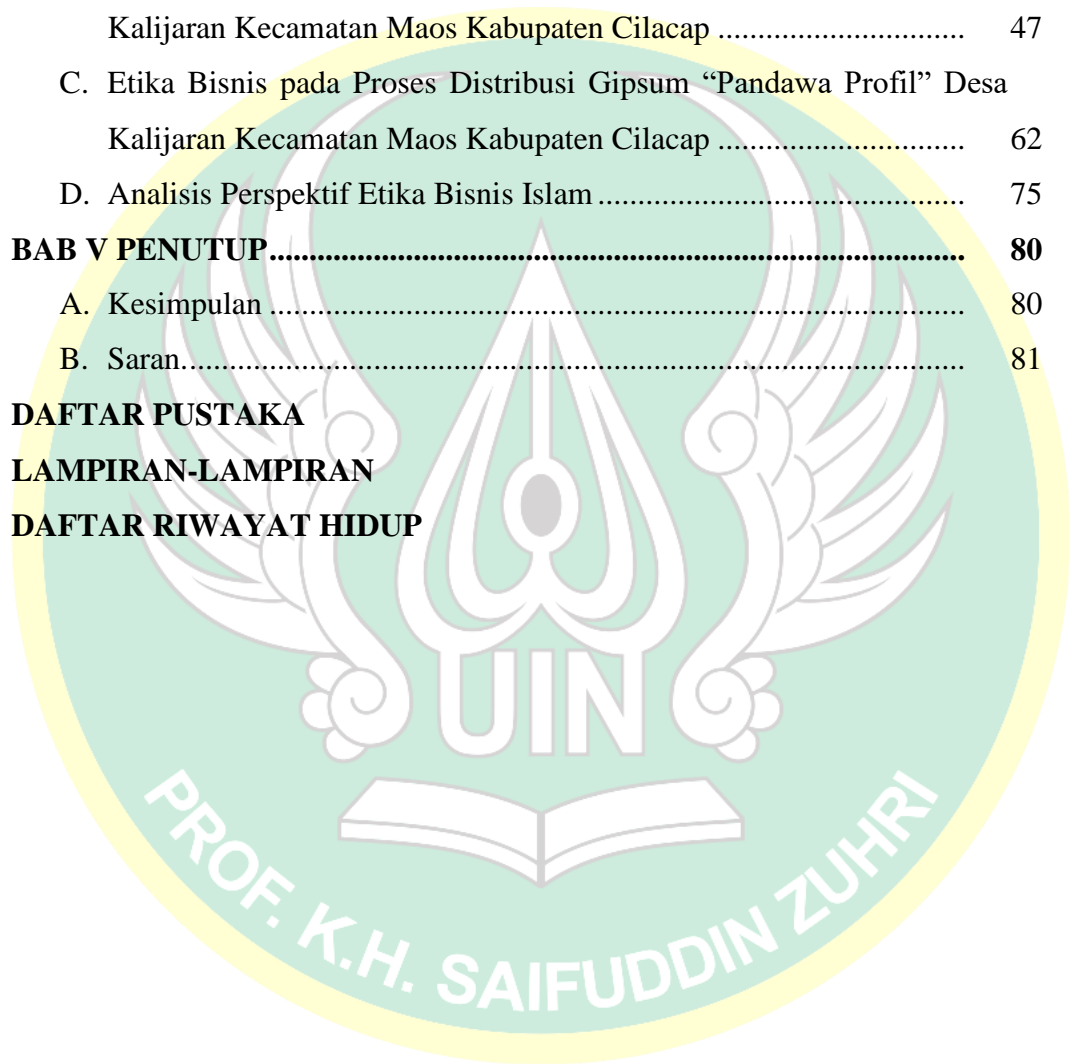 Kalijaran Kecamatan Maos Kabupaten Cilacap ............................. 47
C. Etika Bisnis pada Proses Distribusi Gipsum “Pandawa Profil” Desa
Kalijaran Kecamatan Maos Kabupaten Cilacap ............................. 62
D. Analisis Perspektif Etika Bisnis Islam ........................................... 75
BAB V PENUTUP ................................................................................. 80
A. Kesimpulan ................................................................................. 80
B. Saran. .......................................................................................... 81
DAFTAR PUSTAKA
LAMPIRAN-LAMPIRAN
DAFTAR RIWAYAT HIDUP
UIN
PROF. K.H. SAIFUDDIN ZUHRI